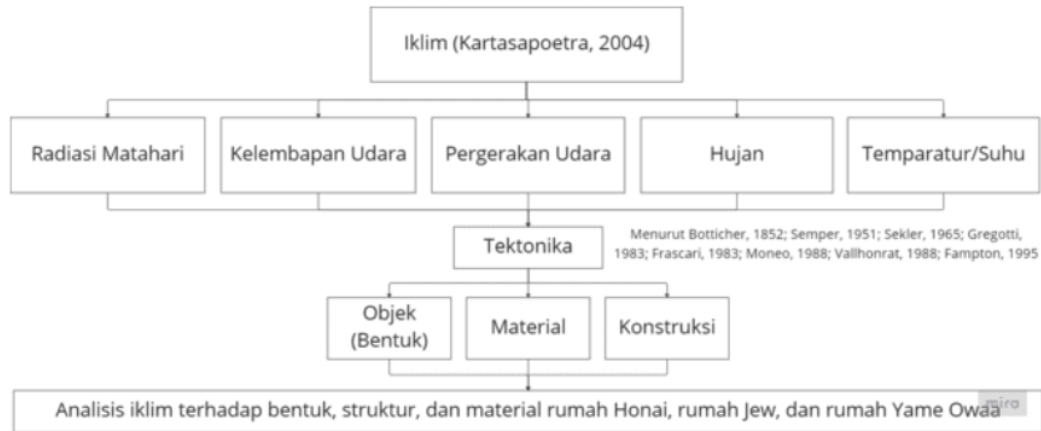 Iklim (Kartasapoetra, 2004)
Radiasi Matahari
Kelembapan Udara
Pergerakan Udara
Hujan
Temparatur/Suhu
Tektonika
Menurut Botticher, 1852; Semper, 1951; Sekler, 1965; Gregotti,
1983; Frascari, 1983; Moneo, 1988; Vallhonrat, 1988; Fampton, 1995
Objek
(Bentuk)
Material
Konstruksi
Analisis iklim terhadap bentuk, struktur, dan material rumah Honai, rumah Jew, dan rumah Yame Owaa
miro